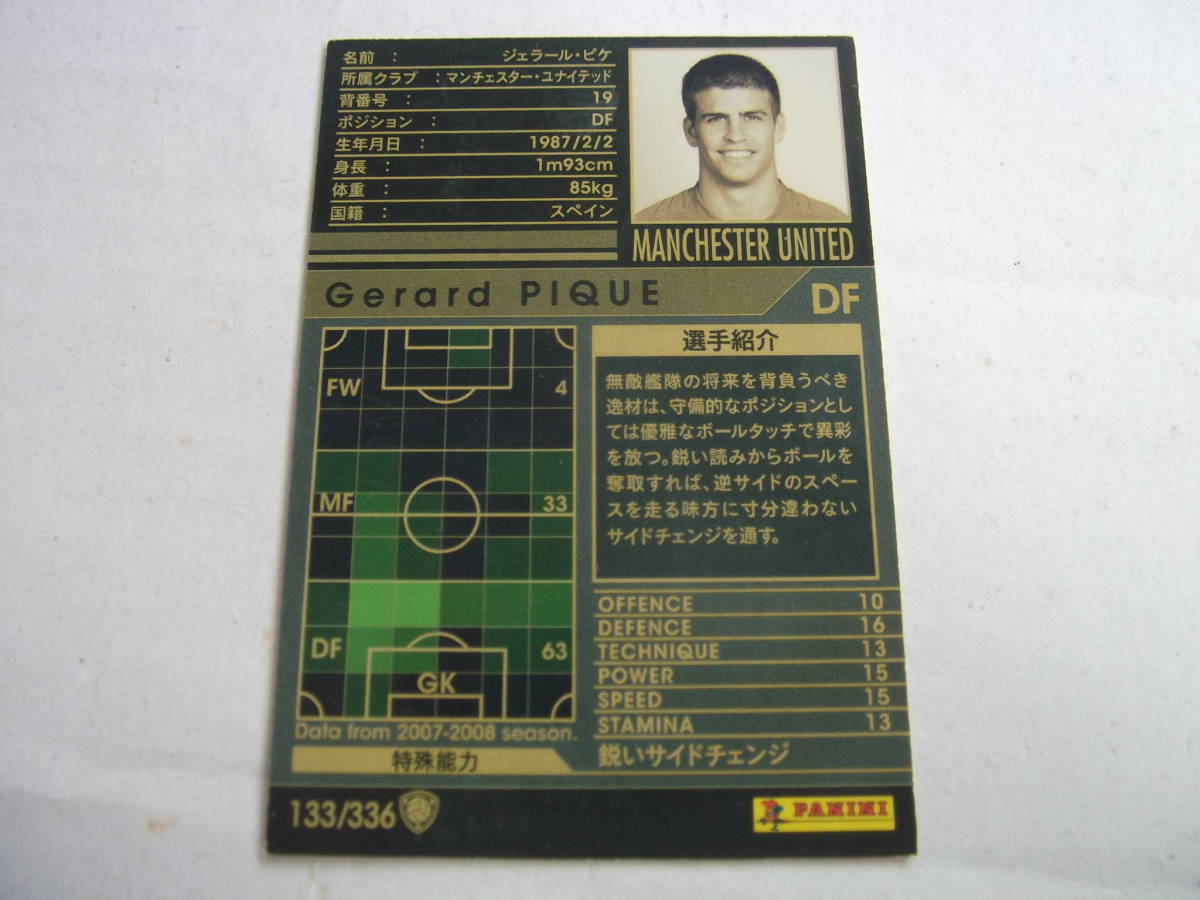 名前 : ジェラール・ピケ
所属クラブ : マンチェスター・ユナイテッド
背番号 : 19
ポジション : DF
生年月日 : 1987/2/2
身長 : 1m93cm
体重 : 85kg
国籍 : スペイン
MANCHESTER UNITED
Gerard PIQUE
DF
FW 4
MF 33
DF 63
GK
Data from 2007-2008 season.
選手紹介
無敵艦隊の将来を背負うべき
逸材は、守備的なポジションとし
ては優雅なボールタッチで異彩
を放つ。鋭い読みからボールを
奪取すれば、逆サイドのスペー
スを走る味方に寸分違わない
サイドチェンジを通す。
OFFENCE 10
DEFENCE 16
TECHNIQUE 13
POWER 15
SPEED 15
STAMINA 13
特殊能力
鋭いサイドチェンジ
133/336
PANINI